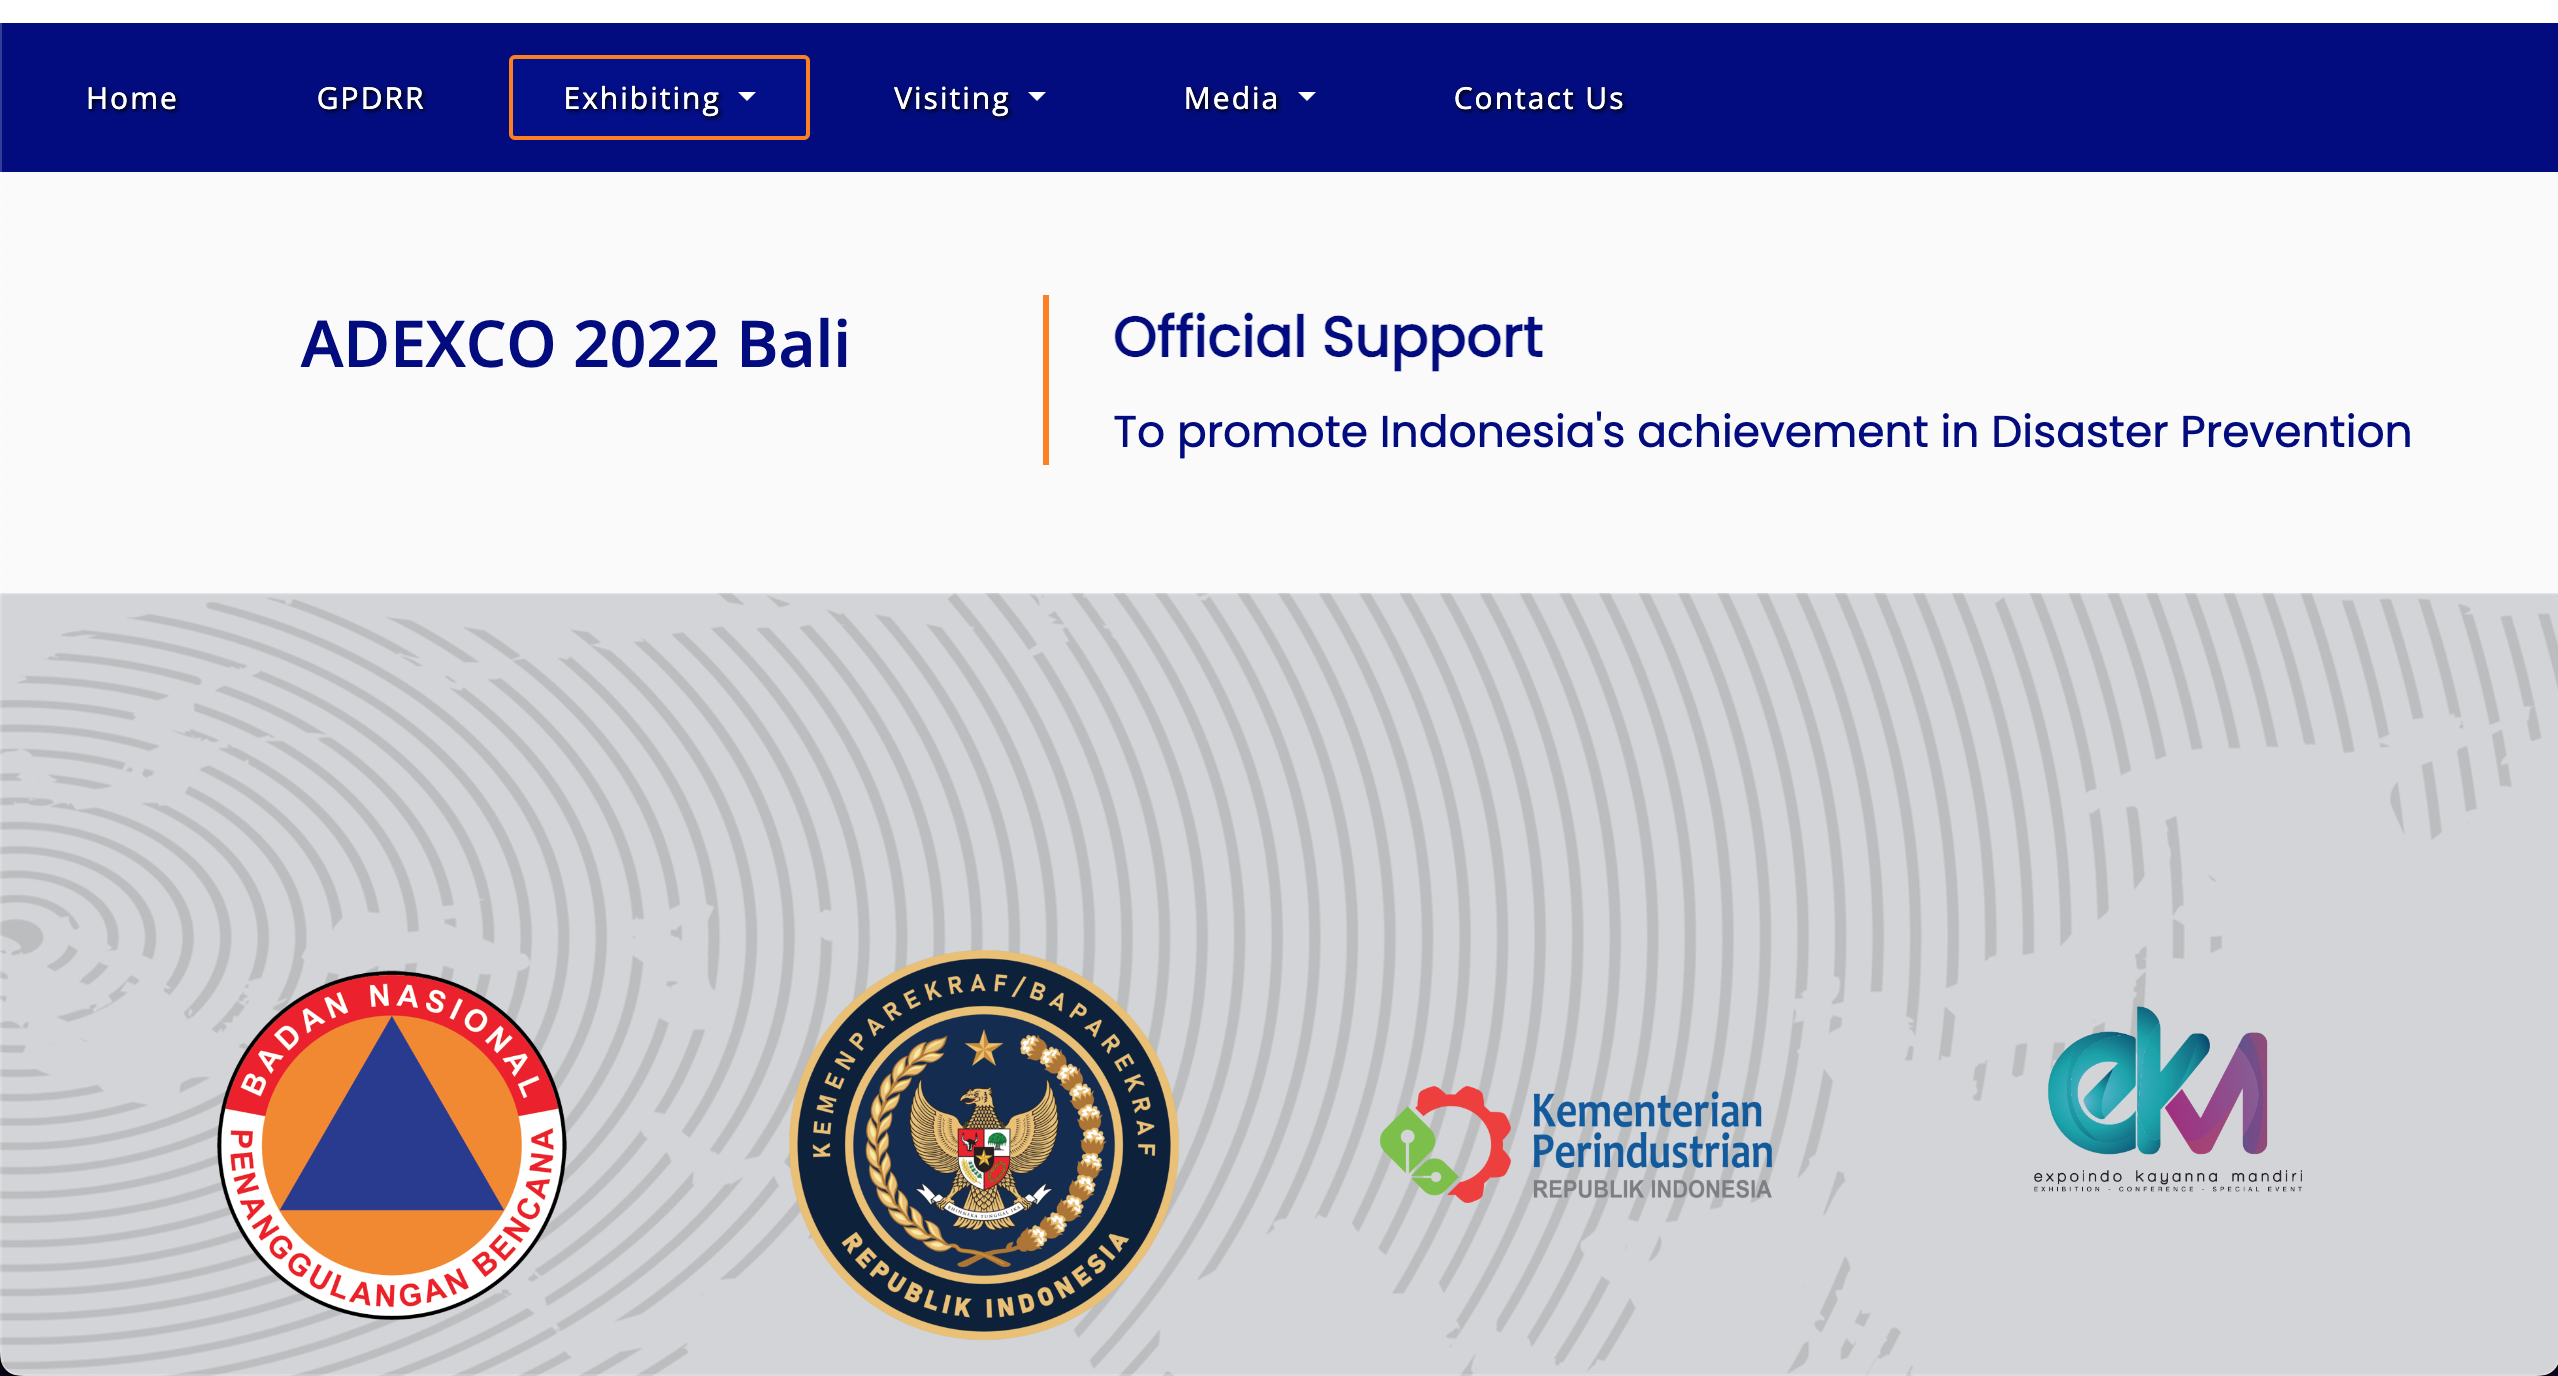 Home
GPDRR
Exhibiting
Visiting
Media
Contact Us
ADEXCO 2022 Bali
Official Support
To promote Indonesia's achievement in Disaster Prevention
BADAN NASIONAL
PENANGGULANGAN BENCANA
KEMENPAREKRAF/BAPAREKRAF
BHINNEKA TUNGGAL IKA
REPUBLIK INDONESIA
Kementerian
Perindustrian
REPUBLIK INDONESIA
ekm
expoindo kayanna mandiri
EXHIBITION - CONFERENCE - SPECIAL EVENT